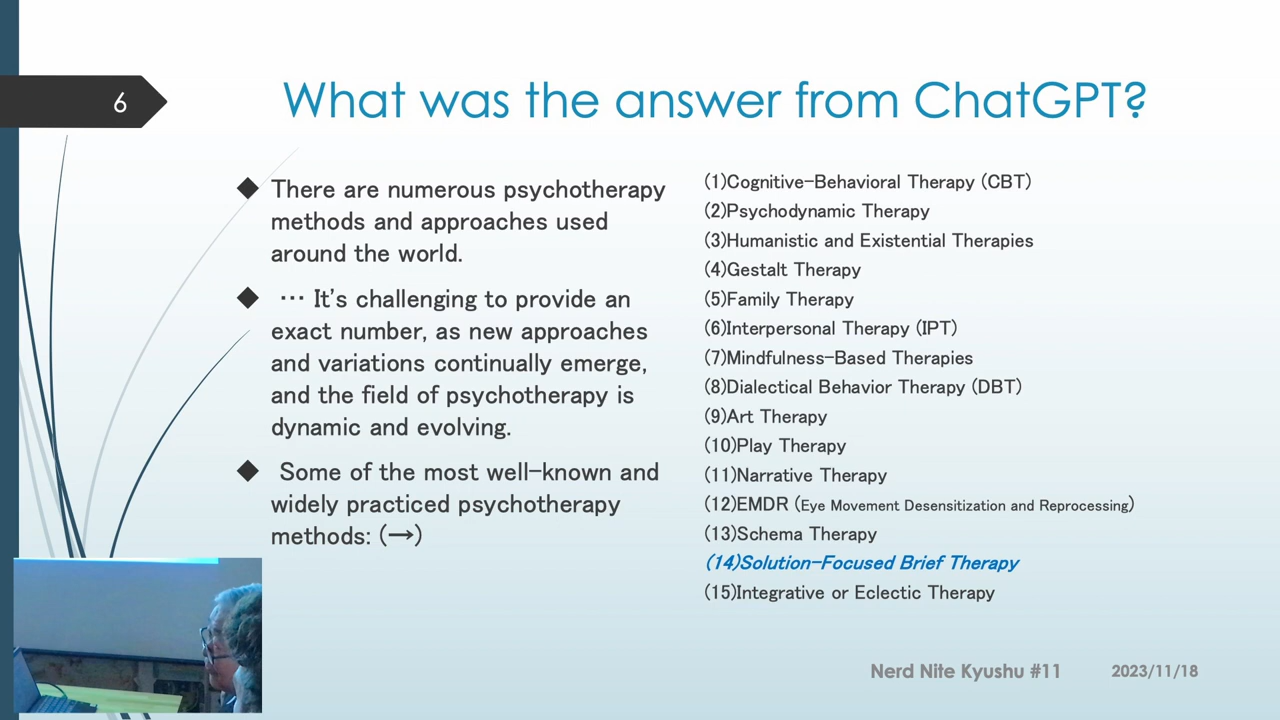 6
What was the answer from ChatGPT?
◆ There are numerous psychotherapy
methods and approaches used
around the world.
◆ … It's challenging to provide an
exact number, as new approaches
and variations continually emerge,
and the field of psychotherapy is
dynamic and evolving.
◆ Some of the most well-known and
widely practiced psychotherapy
methods: (→)
(1)Cognitive-Behavioral Therapy (CBT)
(2)Psychodynamic Therapy
(3)Humanistic and Existential Therapies
(4)Gestalt Therapy
(5)Family Therapy
(6)Interpersonal Therapy (IPT)
(7)Mindfulness-Based Therapies
(8)Dialectical Behavior Therapy (DBT)
(9)Art Therapy
(10)Play Therapy
(11)Narrative Therapy
(12)EMDR (Eye Movement Desensitization and Reprocessing)
(13)Schema Therapy
(14)Solution-Focused Brief Therapy
(15)Integrative or Eclectic Therapy
Nerd Nite Kyushu #11 2023/11/18